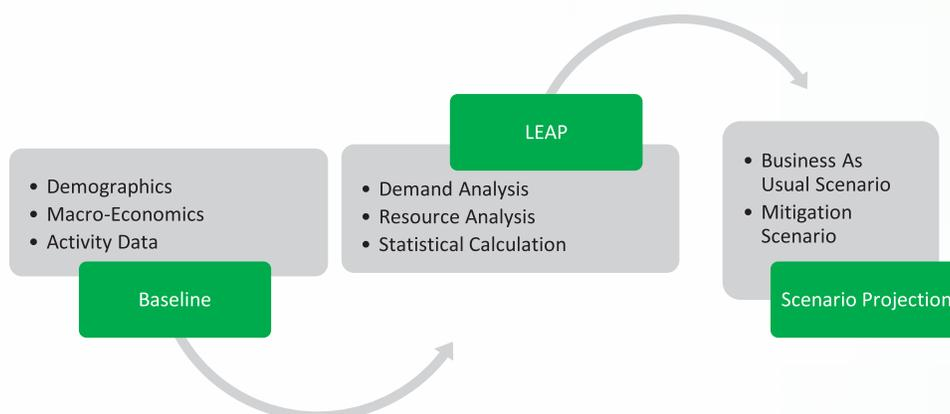 • Demographics
• Macro-Economics
• Activity Data
Baseline
LEAP
• Demand Analysis
• Resource Analysis
• Statistical Calculation
• Business As
Usual Scenario
• Mitigation
Scenario
Scenario Projection